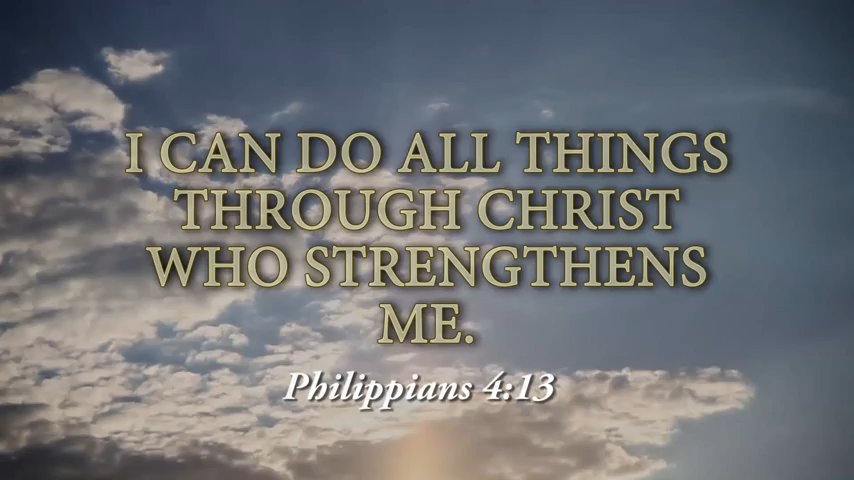 I CAN DO ALL THINGS
THROUGH CHRIST
WHO STRENGTHENS
ME.
Philippians 4:13